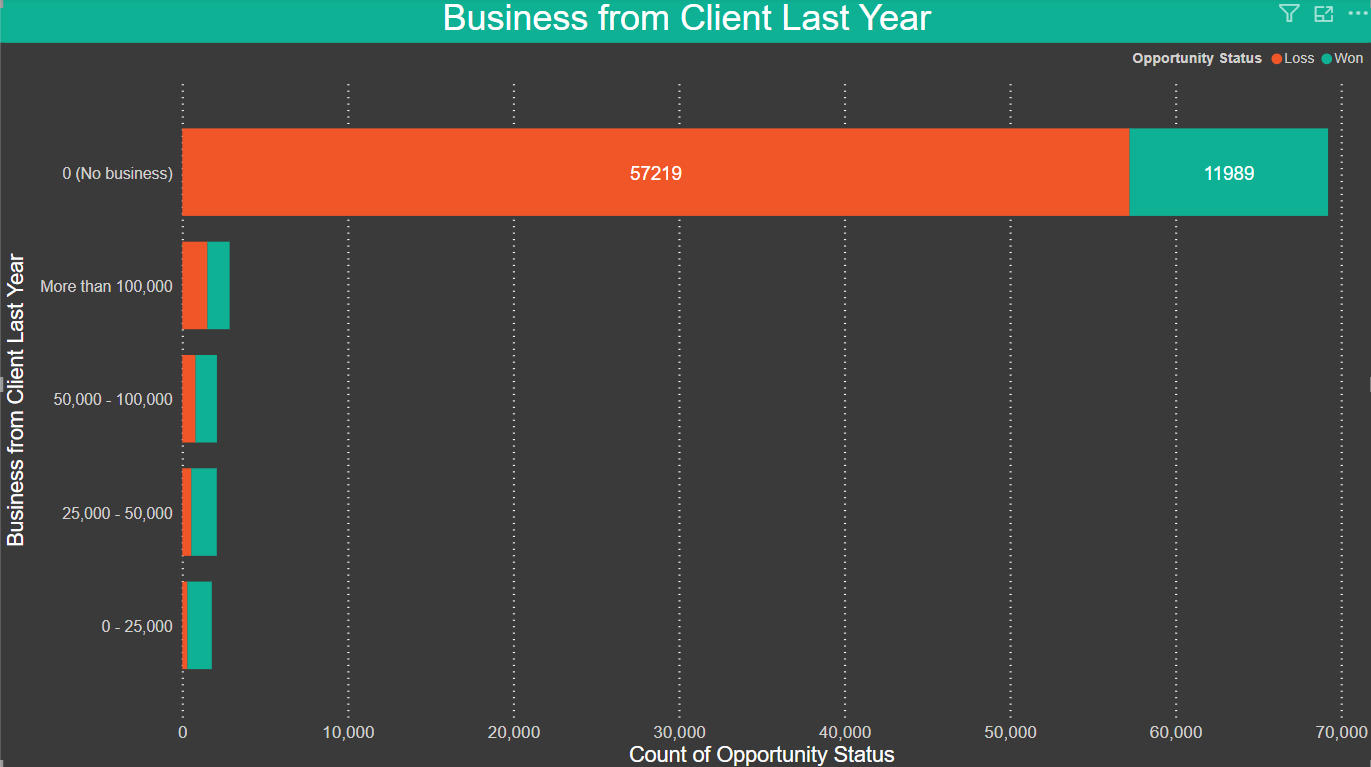 Business from Client Last Year
Opportunity Status Loss Won
Business from Client Last Year
0 (No business)
57219
11989
More than 100,000
50,000 - 100,000
25,000 - 50,000
0 - 25,000
0 10,000 20,000 30,000 40,000 50,000 60,000 70,000
Count of Opportunity Status